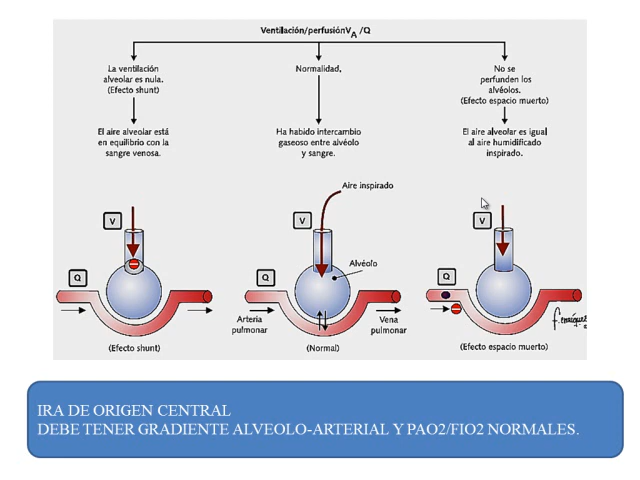 Ventilación/perfusiónVA /Q
La ventilación
alveolar es nula.
(Efecto shunt)
El aire alveolar está
en equilibrio con la
sangre venosa.
Normalidad,
Ha habido intercambio
gaseoso entre alvéolo
y sangre.
No se
perfunden los
alvéolos.
(Efecto espacio muerto)
El aire alveolar es igual
al aire humidificado
inspirado.
V
Q
(Efecto shunt)
Aire inspirado
V
Alvéolo
Q
Arteria
pulmonar
Vena
pulmonar
(Normal)
V
Q
(Efecto espacio muerto)
IRA DE ORIGEN CENTRAL
DEBE TENER GRADIENTE ALVEOLO-ARTERIAL Y PAO2/FIO2 NORMALES.